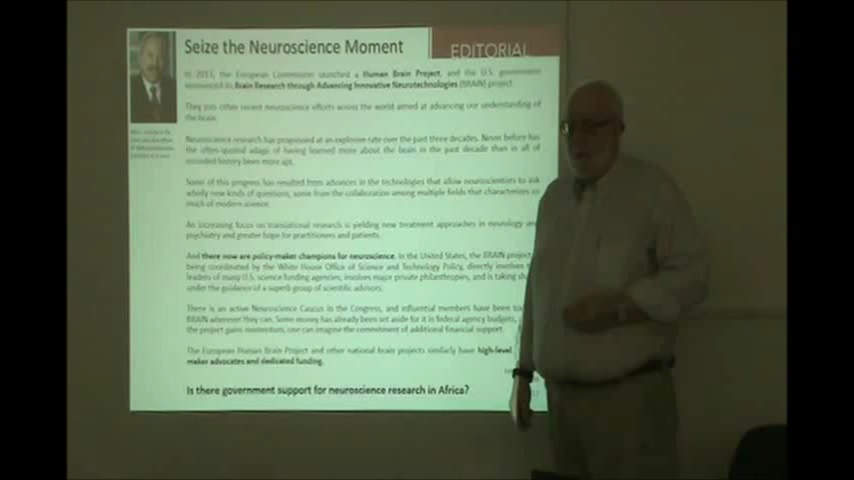 Seize the Neuroscience Moment
EDITORIAL
In 2013, the European Commission launched a Human Brain Project, and the U.S. government
announced its Brain Research through Advancing Innovative Neurotechnologies (BRAIN) project.
They join other recent neuroscience efforts across the world aimed at advancing our understanding of
the brain.
Neuroscience research has progressed at an explosive rate over the past three decades. Never before has
the often-quoted adage of having learned more about the brain in the past decade than in all of
recorded history been more apt.
Some of this progress has resulted from advances in the technologies that allow neuroscientists to ask
wholly new kinds of questions, some from the collaboration among multiple fields that characterizes so
much of modern science.
An increasing focus on translational research is yielding new treatment approaches in neurology and
psychiatry and greater hope for practitioners and patients.
And there now are policy-maker champions for neuroscience. In the United States, the BRAIN project
being coordinated by the White House Office of Science and Technology Policy, directly involves
leaders of many U.S. science funding agencies, involves major private philanthropies, and is taking
under the guidance of a superb group of scientific advisors.
There is an active Neuroscience Caucus in the Congress, and influential members have been
BRAIN wherever they can. Some money has already been set aside for it in federal agency budgets,
the project gains momentum, one can imagine the commitment of additional financial support.
The European Human Brain Project and other national brain projects similarly have high-level
maker advocates and dedicated funding.
Is there government support for neuroscience research in Africa?